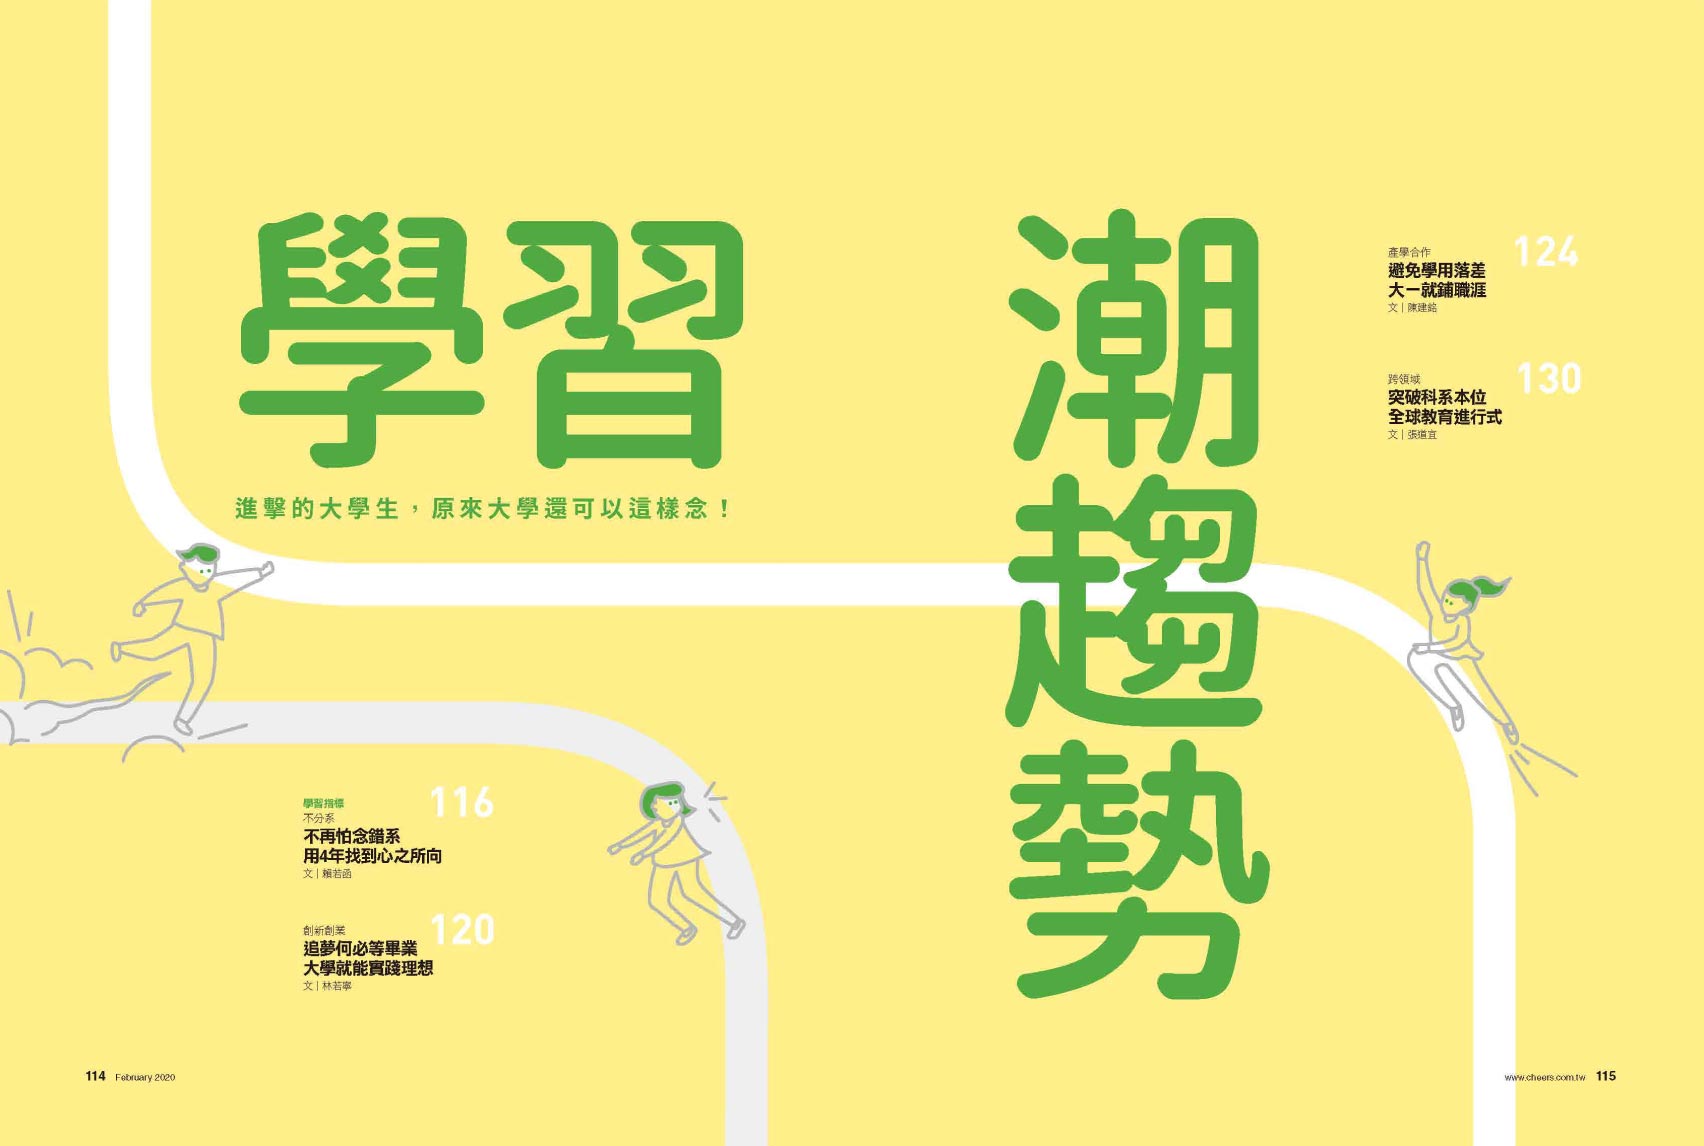 學習
進擊的大學生，原來大學還可以這樣念！
潮
趨
勢
學習指標
不分系
116
不再怕念錯系
用4年找到心之所向
文｜賴若函
創新創業
120
追夢何必等畢業
大學就能實踐理想
文｜林若寧
產學合作
124
避免學用落差
大一就鋪職涯
文｜陳建銘
跨領域
130
突破科系本位
全球教育進行式
文｜張道宜
114 February 2020
www.cheers.com.tw 115